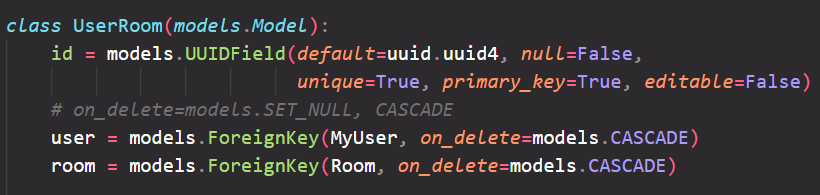 class UserRoom(models.Model):
    id = models.UUIDField(default=uuid.uuid4, null=False,
                          unique=True, primary_key=True, editable=False)
    # on_delete=models.SET_NULL, CASCADE
    user = models.ForeignKey(MyUser, on_delete=models.CASCADE)
    room = models.ForeignKey(Room, on_delete=models.CASCADE)